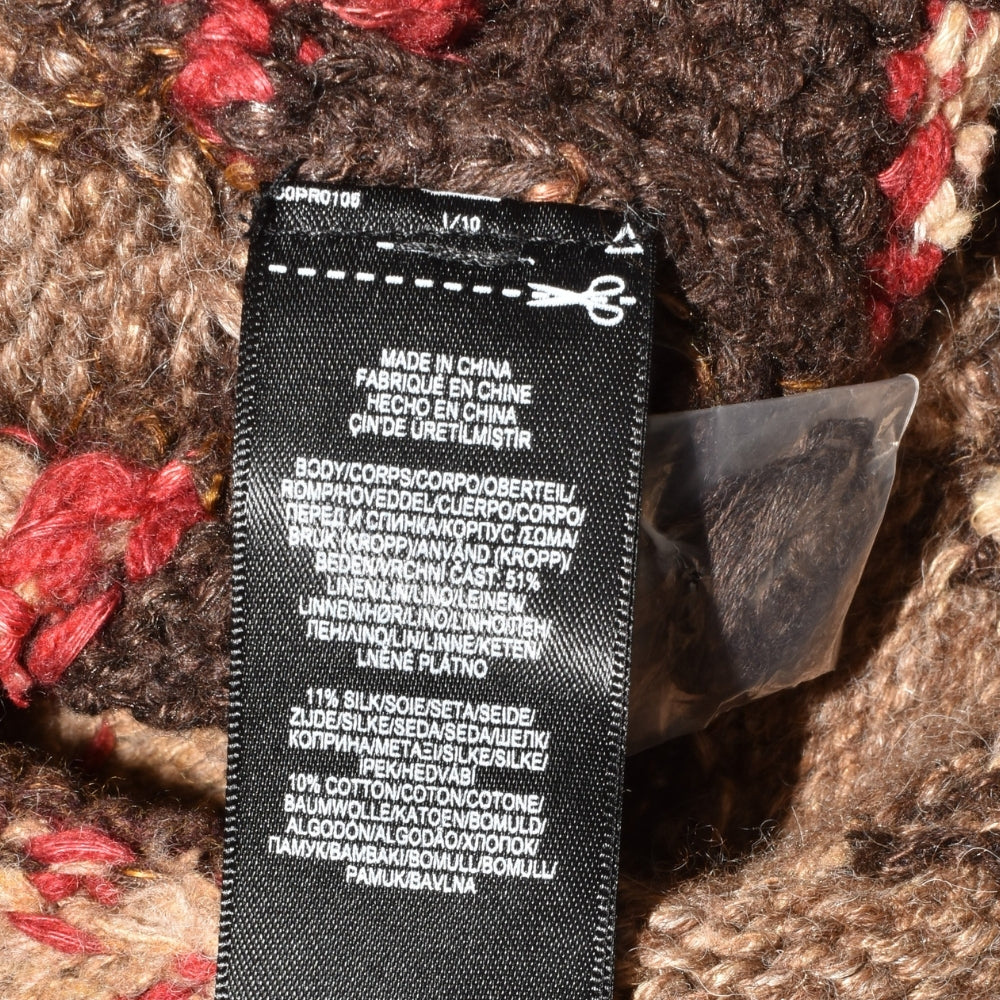 00PR0106
1/10
MADE IN CHINA
FABRIQUÉ EN CHINE
HECHO EN CHINA
ÇİN'DE ÜRETİLMİŞTİR
BODY/CORPS/CORPO/OBERTEIL/
ROMP/HOVEDDEL/CUERPO/CORPO/
ПЕРЕД И СПИНКА/КОРПУС /ΣΩΜΑ/
BRUK (KROPP)/ANVÄND (KROPP)
BEDEN/VRCHNÍ ČÁST: 51%
LINEN/LIN/LINO/LEINEN/
LINNEN/HØR/LINO/LINHO/ЛЕН/
ЛЕН/ΛΙΝΟ/LIN/LINNE/KETEN/
LNĚNÉ PLÁTNO
11% SILK/SOIE/SETA/SEIDE/
ZIJDE/SILKE/SEDA/SEDA/ШЕЛК/
КОПРИНА/ΜΕΤΑΞΙ/SILKE/SILKE/
İPEK/HEDVÁBÍ
10% COTTON/COTON/COTONE/
BAUMWOLLE/KATOEN/BOMULD/
ALGODÓN/ALGODÃO/ХЛОПОК/
ПАМУК/ΒΑΜΒΑΚΙ/BOMULL/BOMULL/
PAMUK/BAVLNA